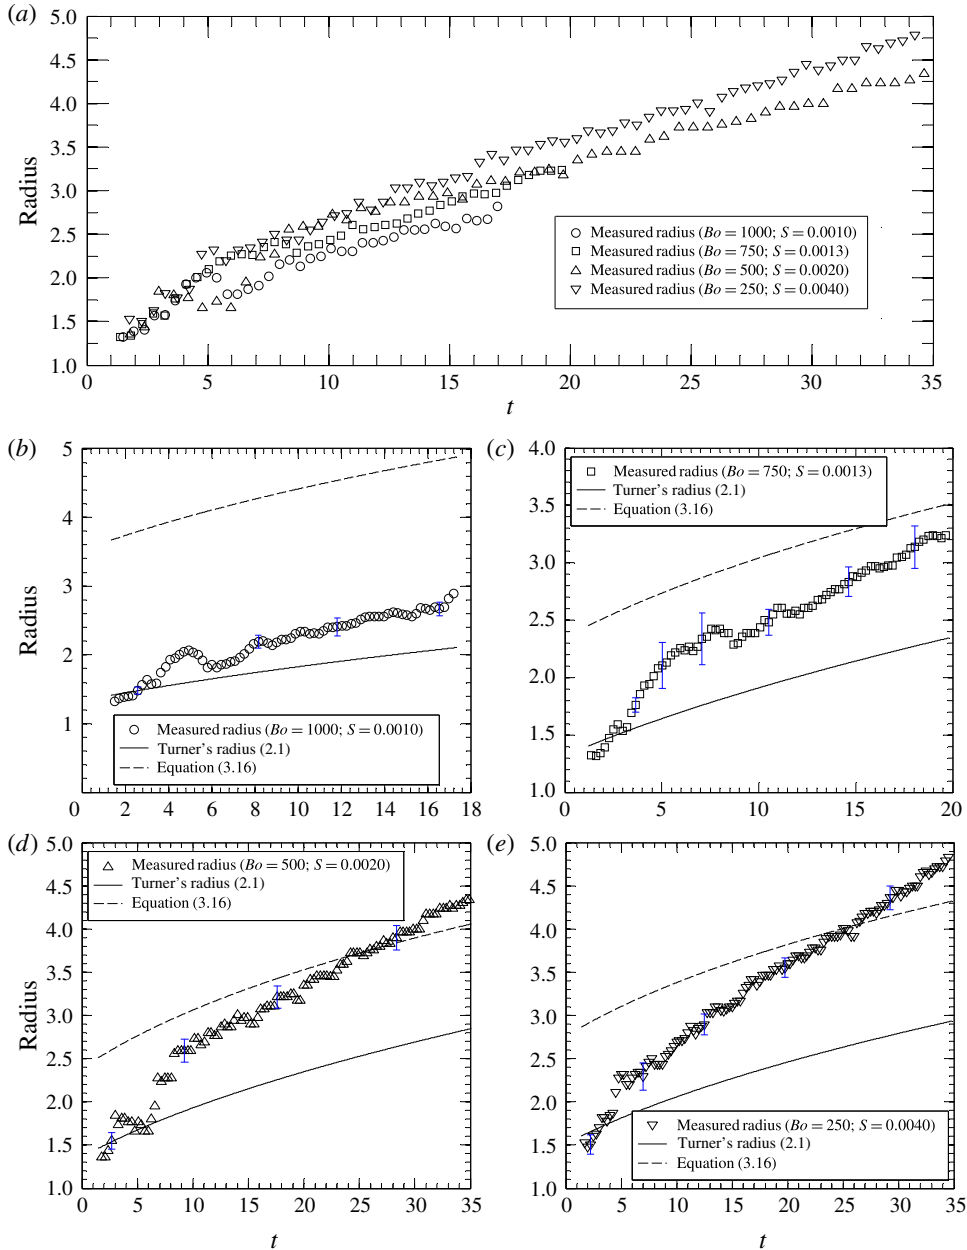 (a)
5.0
4.5
4.0
3.5
3.0
2.5
2.0
1.5
1.0
Radius
Measured radius (Bo = 1000; S = 0.0010)
Measured radius (Bo = 750; S = 0.0013)
Measured radius (Bo = 500; S = 0.0020)
Measured radius (Bo = 250; S = 0.0040)
0 5 10 15 20 25 30 35
t
(b)
5
4
3
2
1
Radius
Measured radius (Bo = 1000; S = 0.0010)
Turner's radius (2.1)
Equation (3.16)
0 2 4 6 8 10 12 14 16 18
(c)
4.0
3.5
3.0
2.5
2.0
1.5
1.0
Measured radius (Bo = 750; S = 0.0013)
Turner's radius (2.1)
Equation (3.16)
0 5 10 15 20
(d)
5.0
4.5
4.0
3.5
3.0
2.5
2.0
1.5
1.0
Radius
Measured radius (Bo = 500; S = 0.0020)
Turner's radius (2.1)
Equation (3.16)
0 5 10 15 20 25 30 35
t
(e)
5.0
4.5
4.0
3.5
3.0
2.5
2.0
1.5
1.0
Measured radius (Bo = 250; S = 0.0040)
Turner's radius (2.1)
Equation (3.16)
0 5 10 15 20 25 30 35
t